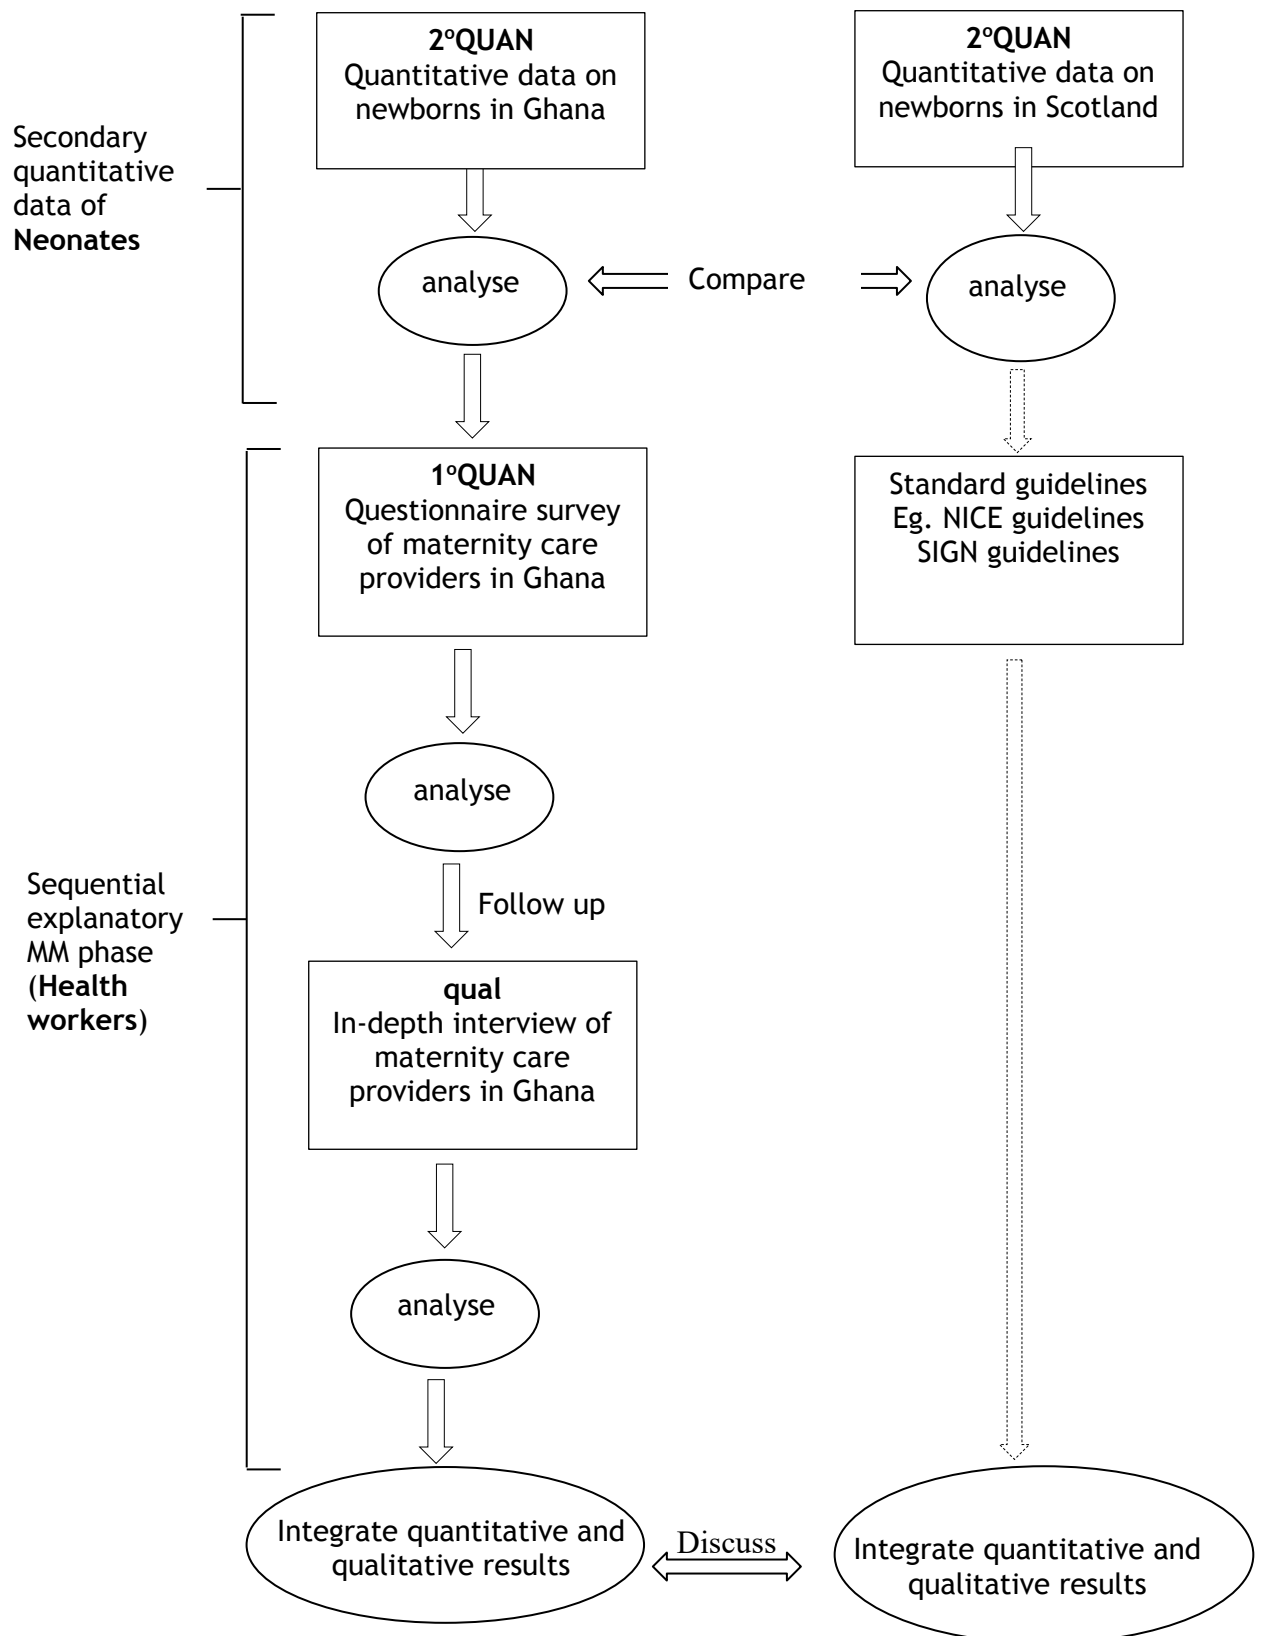 2ºQUAN
Quantitative data on
newborns in Ghana
2ºQUAN
Quantitative data on
newborns in Scotland
Secondary
quantitative
data of
Neonates
analyse
Compare
analyse
1ºQUAN
Questionnaire survey
of maternity care
providers in Ghana
Standard guidelines
Eg. NICE guidelines
SIGN guidelines
analyse
Follow up
Sequential
explanatory
MM phase
(Health
workers)
qual
In-depth interview of
maternity care
providers in Ghana
analyse
Integrate quantitative and
qualitative results
Discuss
Integrate quantitative and
qualitative results